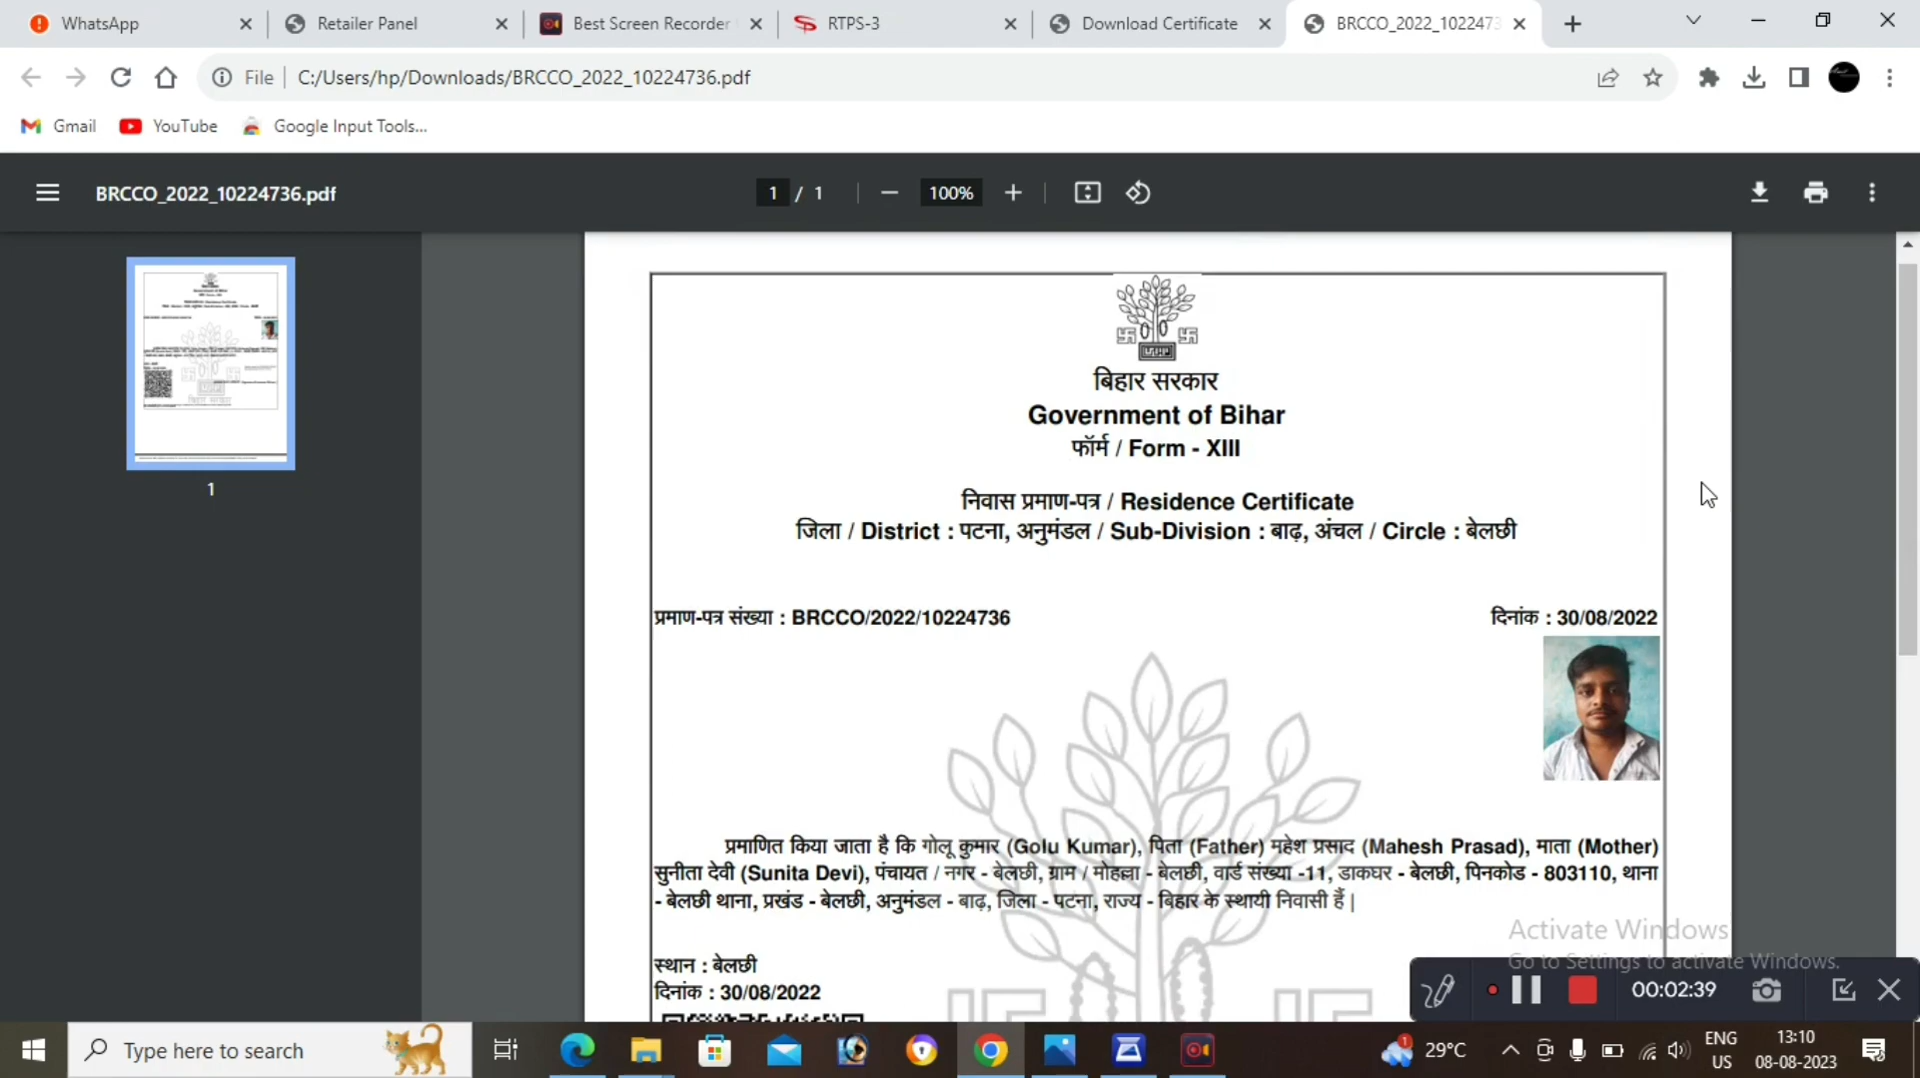 WhatsApp
Retailer Panel
Best Screen Recorder
RTPS-3
Download Certificate
BRCCO_2022_1022473
File
C:/Users/hp/Downloads/BRCCO_2022_10224736.pdf
Gmail
YouTube
Google Input Tools...
BRCCO_2022_10224736.pdf
1 / 1
100%
1
बिहार सरकार
Government of Bihar
फॉर्म / Form - XIII
निवास प्रमाण-पत्र / Residence Certificate
जिला / District : पटना, अनुमंडल / Sub-Division : बाढ़, अंचल / Circle : बेलछी
प्रमाण-पत्र संख्या : BRCCO/2022/10224736
दिनांक : 30/08/2022
प्रमाणित किया जाता है कि गोलू कुमार (Golu Kumar), पिता (Father) महेश प्रसाद (Mahesh Prasad), माता (Mother)
सुनीता देवी (Sunita Devi), पंचायत / नगर - बेलछी, ग्राम / मोहल्ला - बेलछी, वार्ड संख्या -11, डाकघर - बेलछी, पिनकोड - 803110, थाना
- बेलछी थाना, प्रखंड - बेलछी, अनुमंडल - बाढ़, जिला - पटना, राज्य - बिहार के स्थायी निवासी हैं |
स्थान : बेलछी
दिनांक : 30/08/2022
Activate Windows
Go to Settings to activate Windows.
00:02:39
Type here to search
1
29°C
ENG
US
13:10
08-08-2023